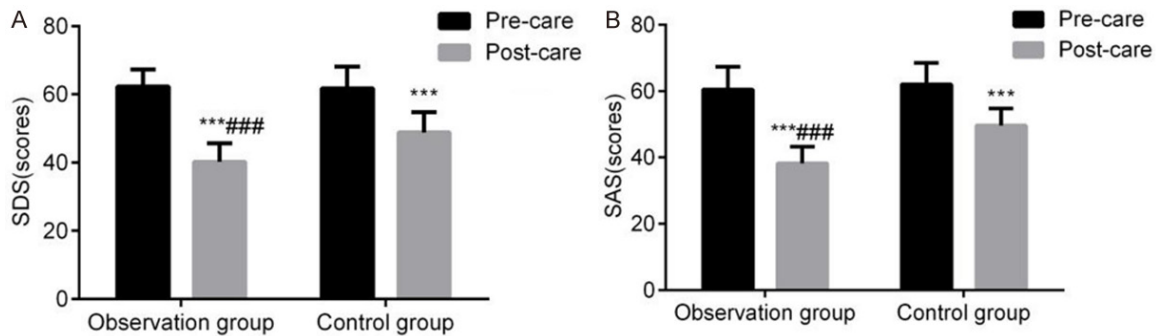 A
80
60
40
20
0
SDS(scores)
Pre-care
Post-care
***###
***
Observation group
Control group
B
80
60
40
20
0
SAS(scores)
Pre-care
Post-care
***###
***
Observation group
Control group